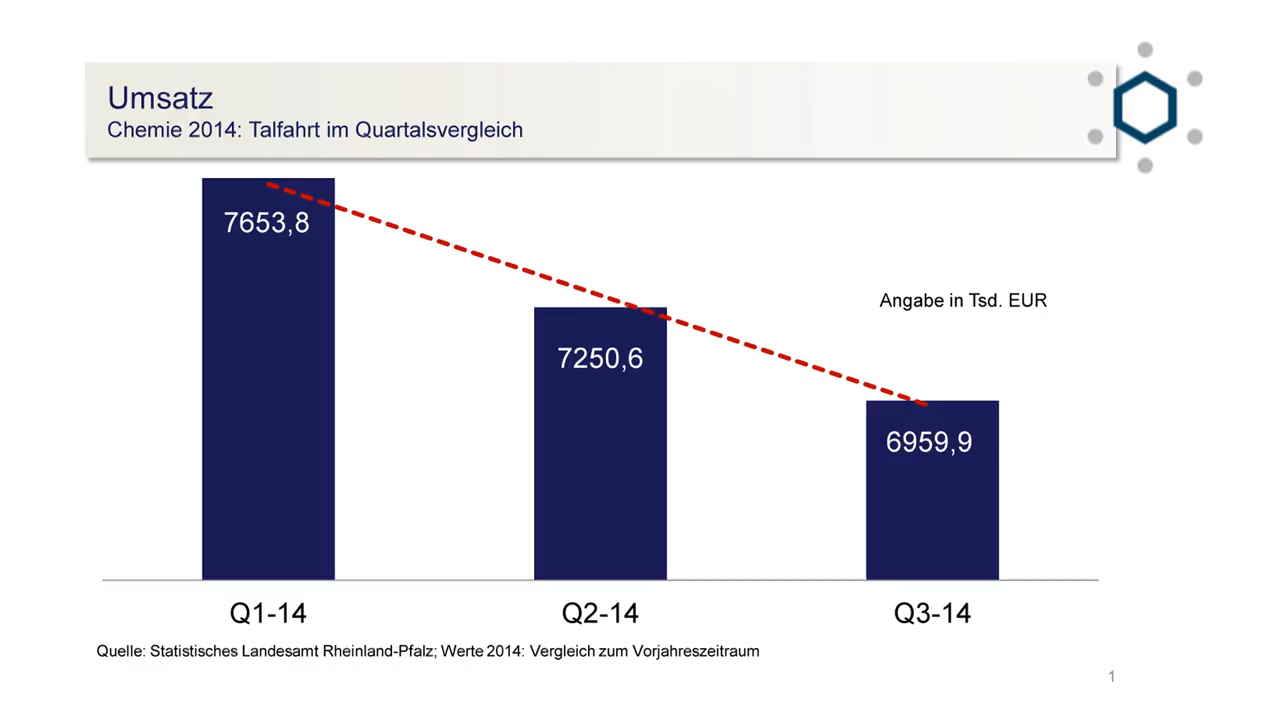 Umsatz
Chemie 2014: Talfahrt im Quartalsvergleich
7653,8
7250,6
6959,9
Angabe in Tsd. EUR
Q1-14
Q2-14
Q3-14
Quelle: Statistisches Landesamt Rheinland-Pfalz; Werte 2014: Vergleich zum Vorjahreszeitraum
1